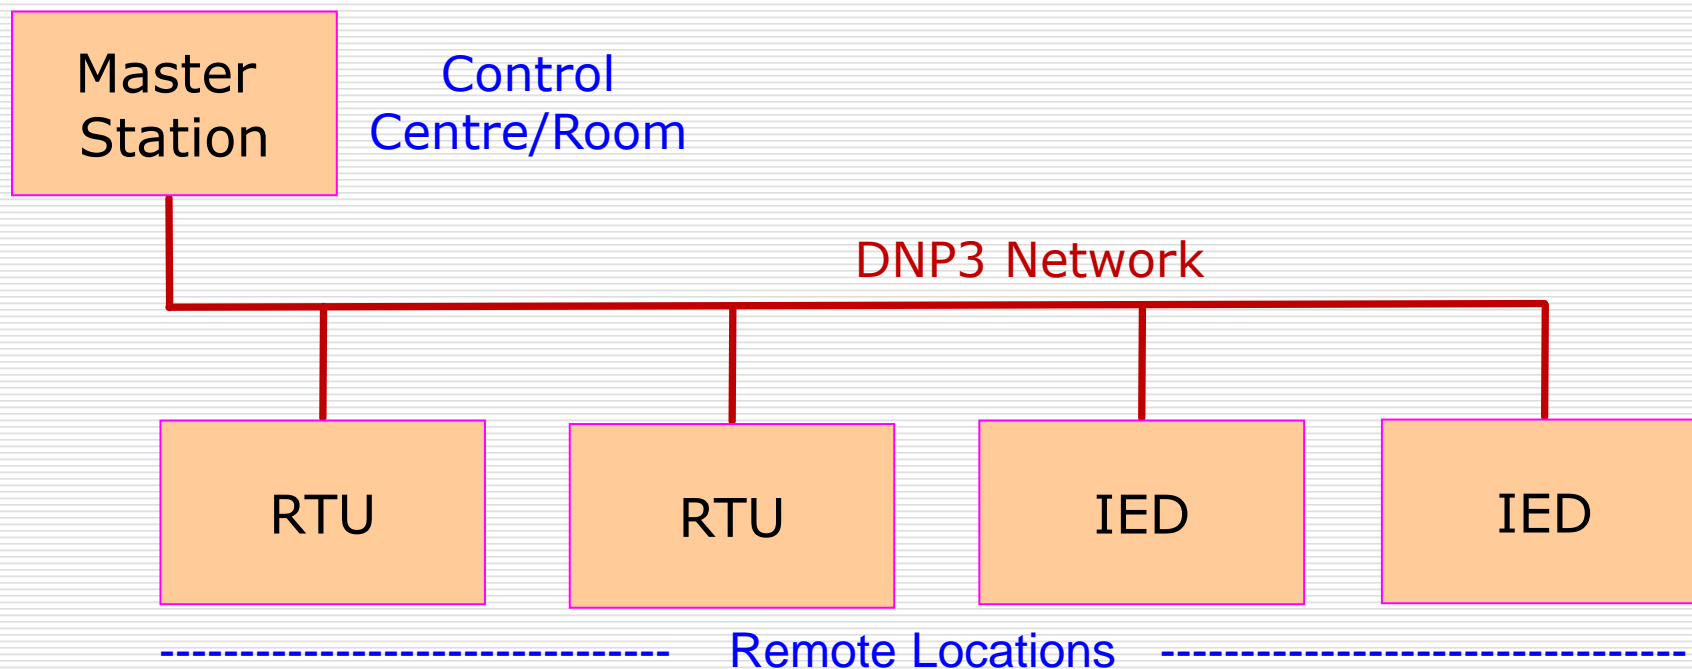 Master
Station
Control
Centre/Room
DNP3 Network
RTU
RTU
IED
IED
-------------------------------- Remote Locations ---------------------------------